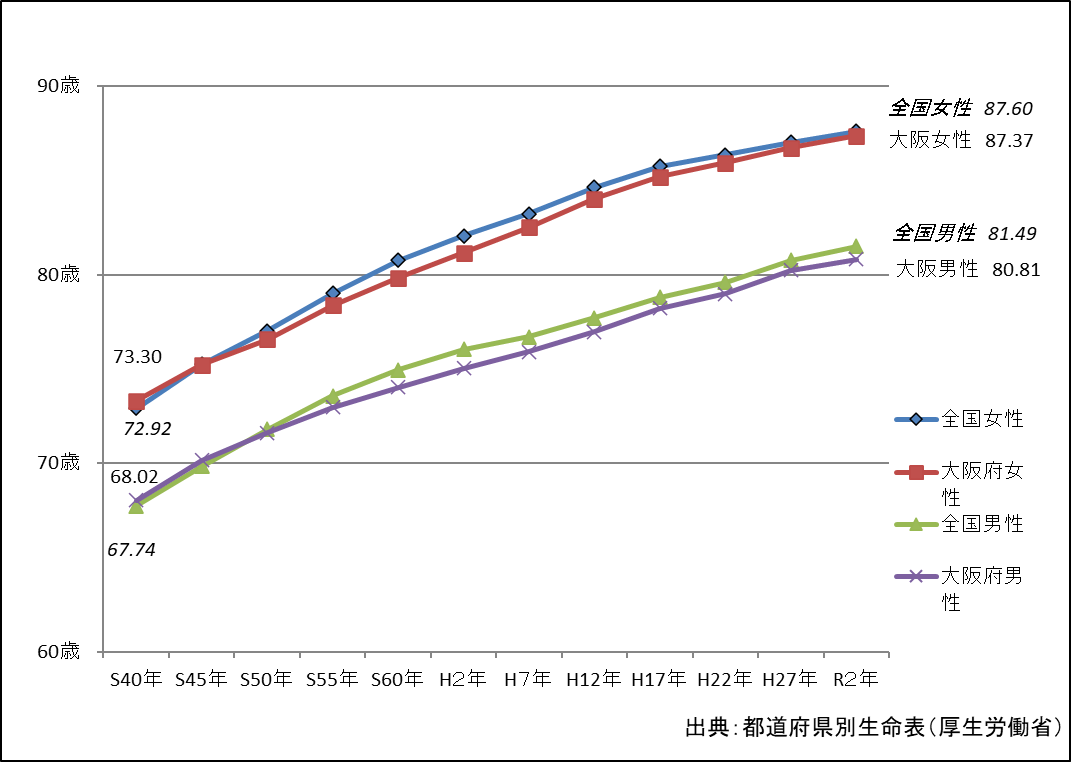 90歳
80歳
70歳
60歳
73.30
72.92
68.02
67.74
全国女性 87.60
大阪女性 87.37
全国男性 81.49
大阪男性 80.81
全国女性
大阪府女
性
全国男性
大阪府男
性
S40年 S45年 S50年 S55年 S60年 H２年 H７年 H12年 H17年 H22年 H27年 R２年
出典：都道府県別生命表（厚生労働省）